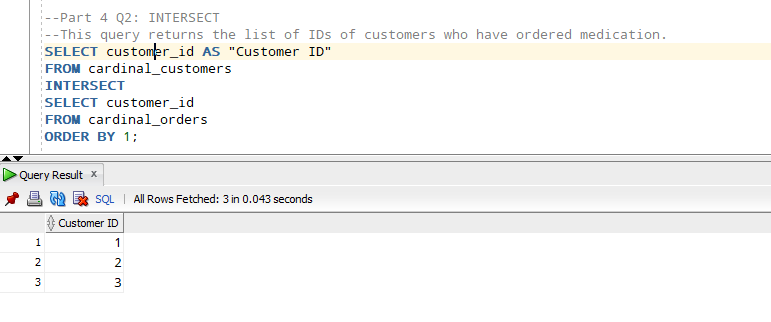 --Part 4 Q2: INTERSECT
--This query returns the list of IDs of customers who have ordered medication.
SELECT customer_id AS "Customer ID"
FROM cardinal_customers
INTERSECT
SELECT customer_id
FROM cardinal_orders
ORDER BY 1;
Query Result x
SQL | All Rows Fetched: 3 in 0.043 seconds
Customer ID
1 1
2 2
3 3